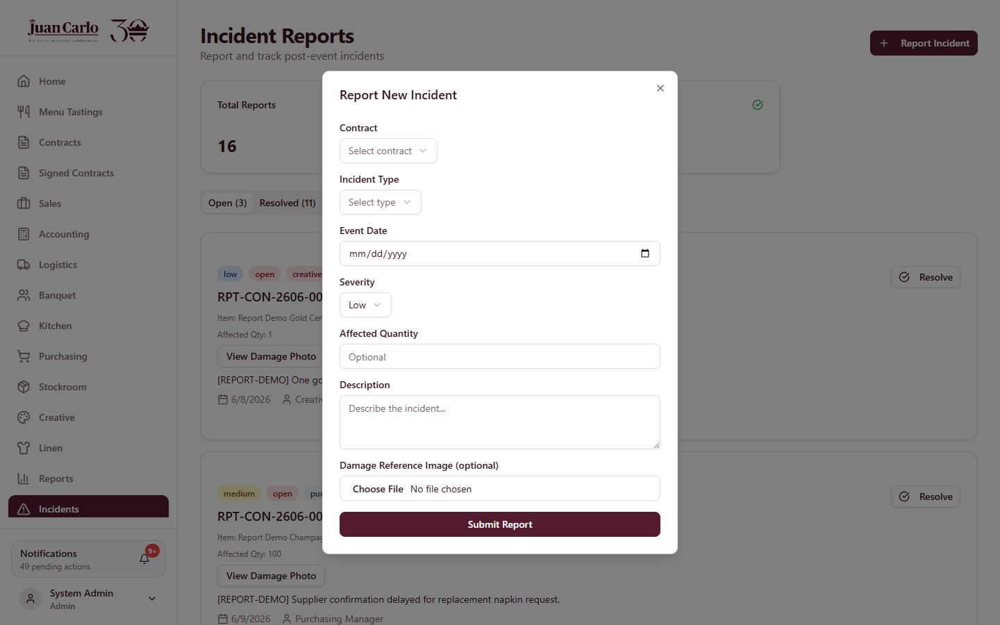 Juan Carlo 30
Home
Menu Tastings
Contracts
Signed Contracts
Sales
Accounting
Logistics
Banquet
Kitchen
Purchasing
Stockroom
Creative
Linen
Reports
Incidents
Notifications
49 pending actions
9+
System Admin
Admin
Incident Reports
Report and track post-event incidents
Report Incident
Total Reports
16
Open (3) Resolved (11)
low open creative
RPT-CON-2606-00
Item: Report Demo Gold
Affected Qty: 1
View Damage Photo
[REPORT-DEMO] One
6/8/2026
Resolve
medium open
RPT-CON-2606-00
Item: Report Demo
Affected Qty: 100
View Damage Photo
[REPORT-DEMO] Supplier confirmation delayed for replacement napkin request.
6/9/2026 Purchasing Manager
Resolve
Report New Incident
Contract
Select contract
Incident Type
Select type
Event Date
mm/dd/yyyy
Severity
Low
Affected Quantity
Optional
Description
Describe the incident...
Damage Reference Image (optional)
Choose File No file chosen
Submit Report